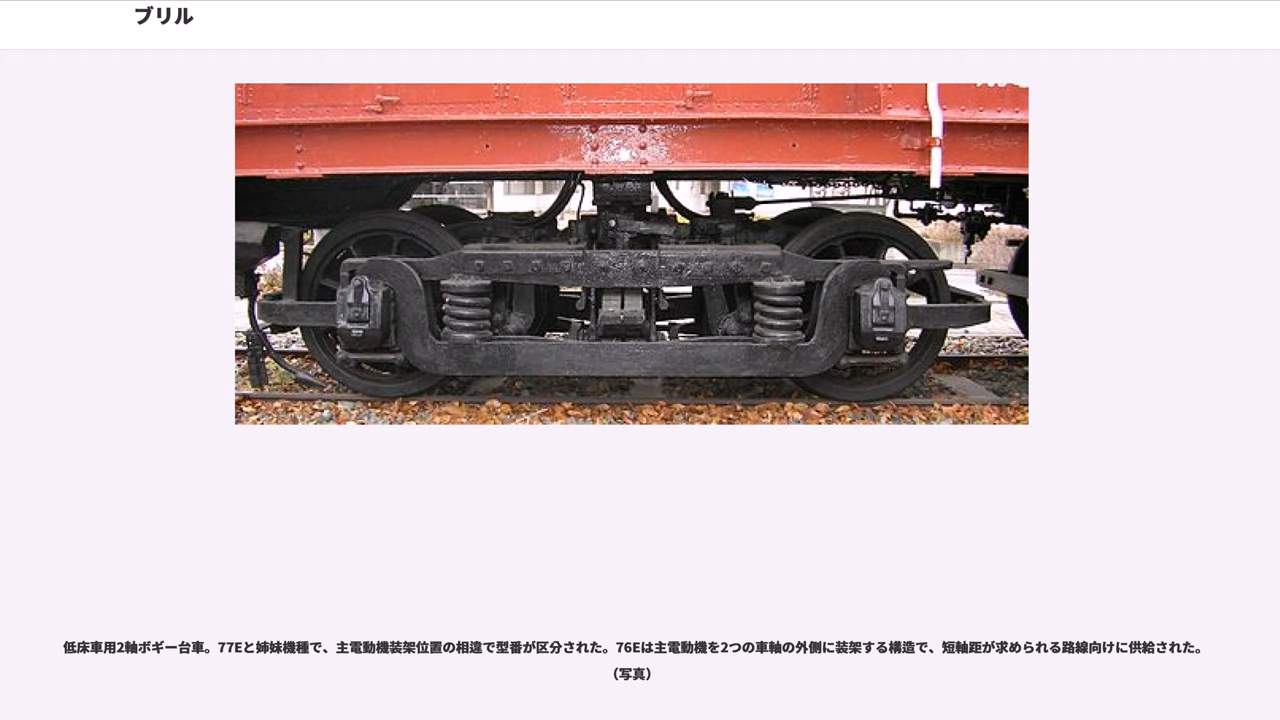 ブリル
低床車用2軸ボギー台車。77Eと姉妹機種で、主電動機装架位置の相違で型番が区分された。76Eは主電動機を2つの車軸の外側に装架する構造で、短軸距が求められる路線向けに供給された。
（写真）